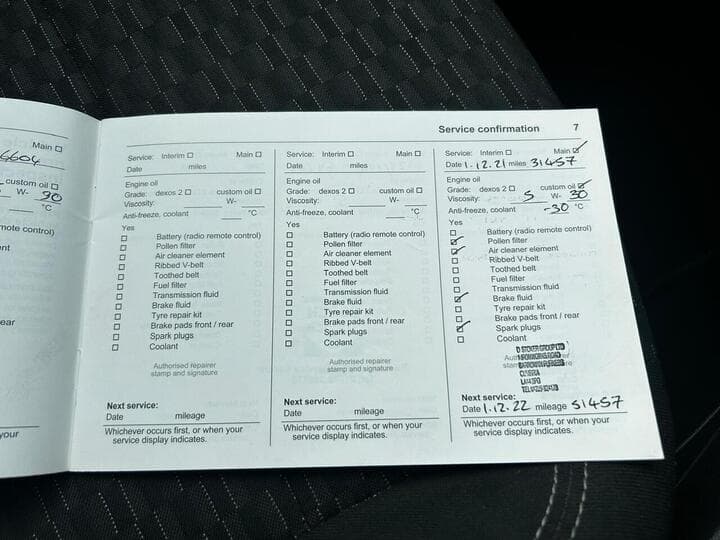 Main ☐
6604
custom oil ☐
W- 90
°C
mote control)
ent
ear
your
Service confirmation 7
Service: Interim ☐ Main ☐
Date miles
Engine oil
Grade: dexos 2 ☐ custom oil ☐
Viscosity: W-
Anti-freeze, coolant °C
Yes
☐ Battery (radio remote control)
☐ Pollen filter
☐ Air cleaner element
☐ Ribbed V-belt
☐ Toothed belt
☐ Fuel filter
☐ Transmission fluid
☐ Brake fluid
☐ Tyre repair kit
☐ Brake pads front / rear
☐ Spark plugs
☐ Coolant
Authorised repairer
stamp and signature
Next service:
Date mileage
Whichever occurs first, or when your
service display indicates.
Service: Interim ☐ Main ☐
Date miles
Engine oil
Grade: dexos 2 ☐ custom oil ☐
Viscosity: W-
Anti-freeze, coolant °C
Yes
☐ Battery (radio remote control)
☐ Pollen filter
☐ Air cleaner element
☐ Ribbed V-belt
☐ Toothed belt
☐ Fuel filter
☐ Transmission fluid
☐ Brake fluid
☐ Tyre repair kit
☐ Brake pads front / rear
☐ Spark plugs
☐ Coolant
Authorised repairer
stamp and signature
Next service:
Date mileage
Whichever occurs first, or when your
service display indicates.
Service: Interim ☐ Main ☑
Date 1.12.21 miles 31457
Engine oil
Grade: dexos 2 ☐ custom oil ☑
Viscosity: 5 W- 30
Anti-freeze, coolant -30 °C
Yes
☐ Battery (radio remote control)
☑ Pollen filter
☑ Air cleaner element
☐ Ribbed V-belt
☐ Toothed belt
☐ Fuel filter
☐ Transmission fluid
☑ Brake fluid
☐ Tyre repair kit
☐ Brake pads front / rear
☑ Spark plugs
☐ Coolant
D STOKER GROUP LTD
CUMBRIA
Next service:
Date 1.12.22 mileage 51457
Whichever occurs first, or when your
service display indicates.